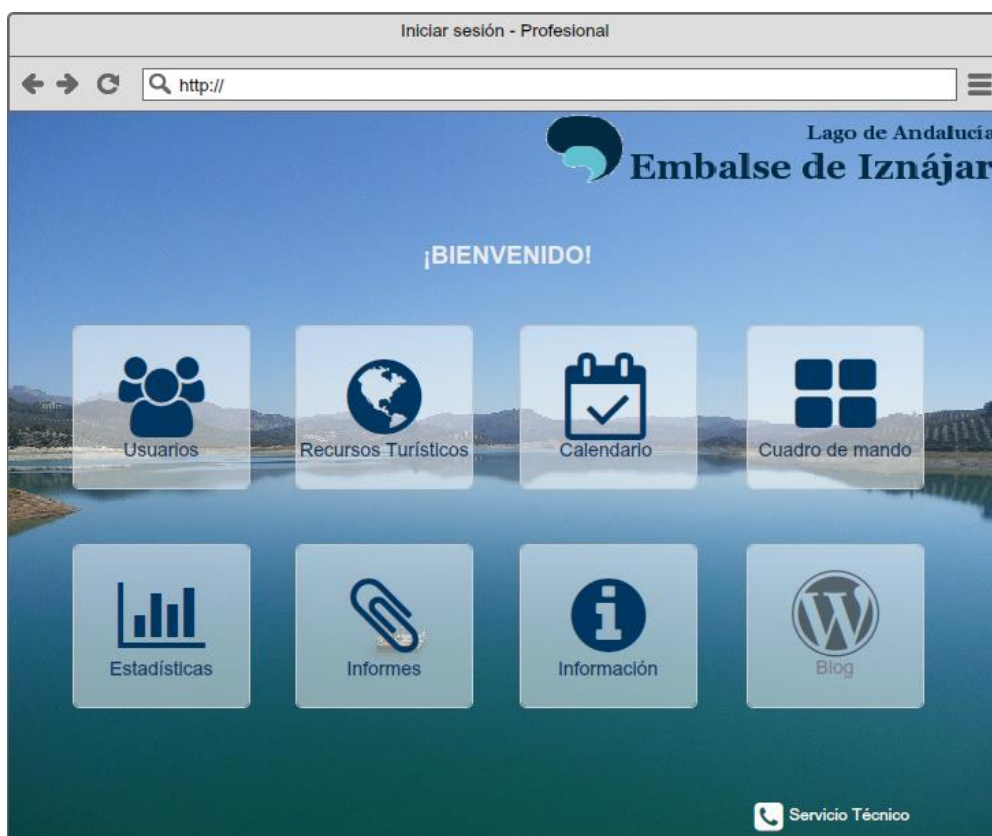 Iniciar sesión - Profesional
http://
Lago de Andalucía
Embalse de Iznájar
¡BIENVENIDO!
Usuarios
Recursos Turísticos
Calendario
Cuadro de mando
Estadísticas
Informes
Información
Blog
Servicio Técnico